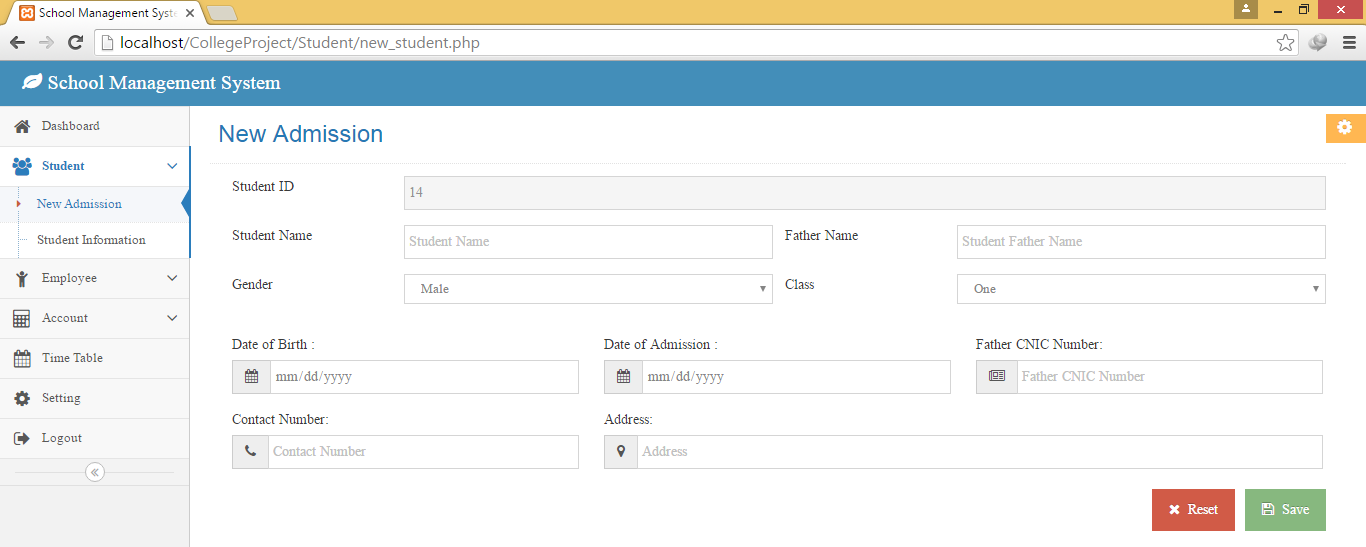 School Management Syst
localhost/CollegeProject/Student/new_student.php
School Management System
Dashboard
Student
New Admission
Student Information
Employee
Account
Time Table
Setting
Logout
New Admission
Student ID 14
Student Name Student Name Father Name Student Father Name
Gender Male Class One
Date of Birth : Date of Admission : Father CNIC Number:
mm/dd/yyyy mm/dd/yyyy Father CNIC Number
Contact Number: Address:
Contact Number Address
Reset Save